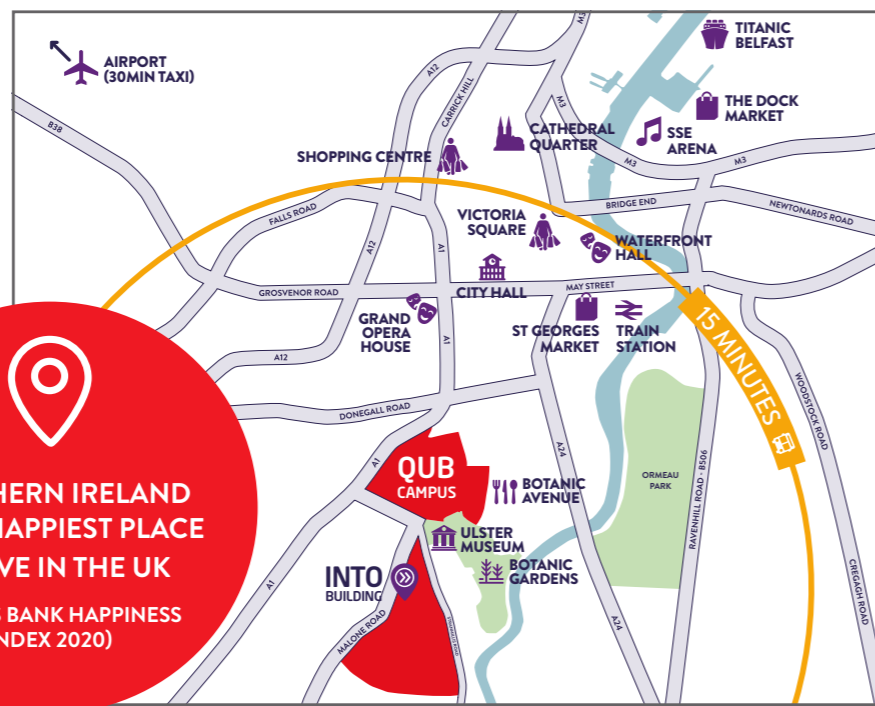 TITANIC
BELFAST
AIRPORT
(30MIN TAXI)
THE DOCK
MARKET
SSE
ARENA
CATHEDRAL
QUARTER
SHOPPING CENTRE
A12
CARRICK HILL
M3
M3
M3
M3
B38
FALLS ROAD
A12
A1
BRIDGE END
NEWTONARDS ROAD
VICTORIA
SQUARE
WATERFRONT
HALL
GROSVENOR ROAD
CITY HALL
MAY STREET
GRAND
OPERA
HOUSE
A1
ST GEORGES
MARKET
TRAIN
STATION
15 MINUTES
A12
WOODSTOCK ROAD
DONEGALL ROAD
A1
A24
QUB
CAMPUS
BOTANIC
AVENUE
ORMEAU
PARK
RAVENHILL ROAD - B506
ULSTER
MUSEUM
BOTANIC
GARDENS
INTO
BUILDING
A1
MALONE ROAD
A24
CREGAGH ROAD
HERN IRELAND
HAPPIEST PLACE
VE IN THE UK
S BANK HAPPINESS
NDEX 2020)